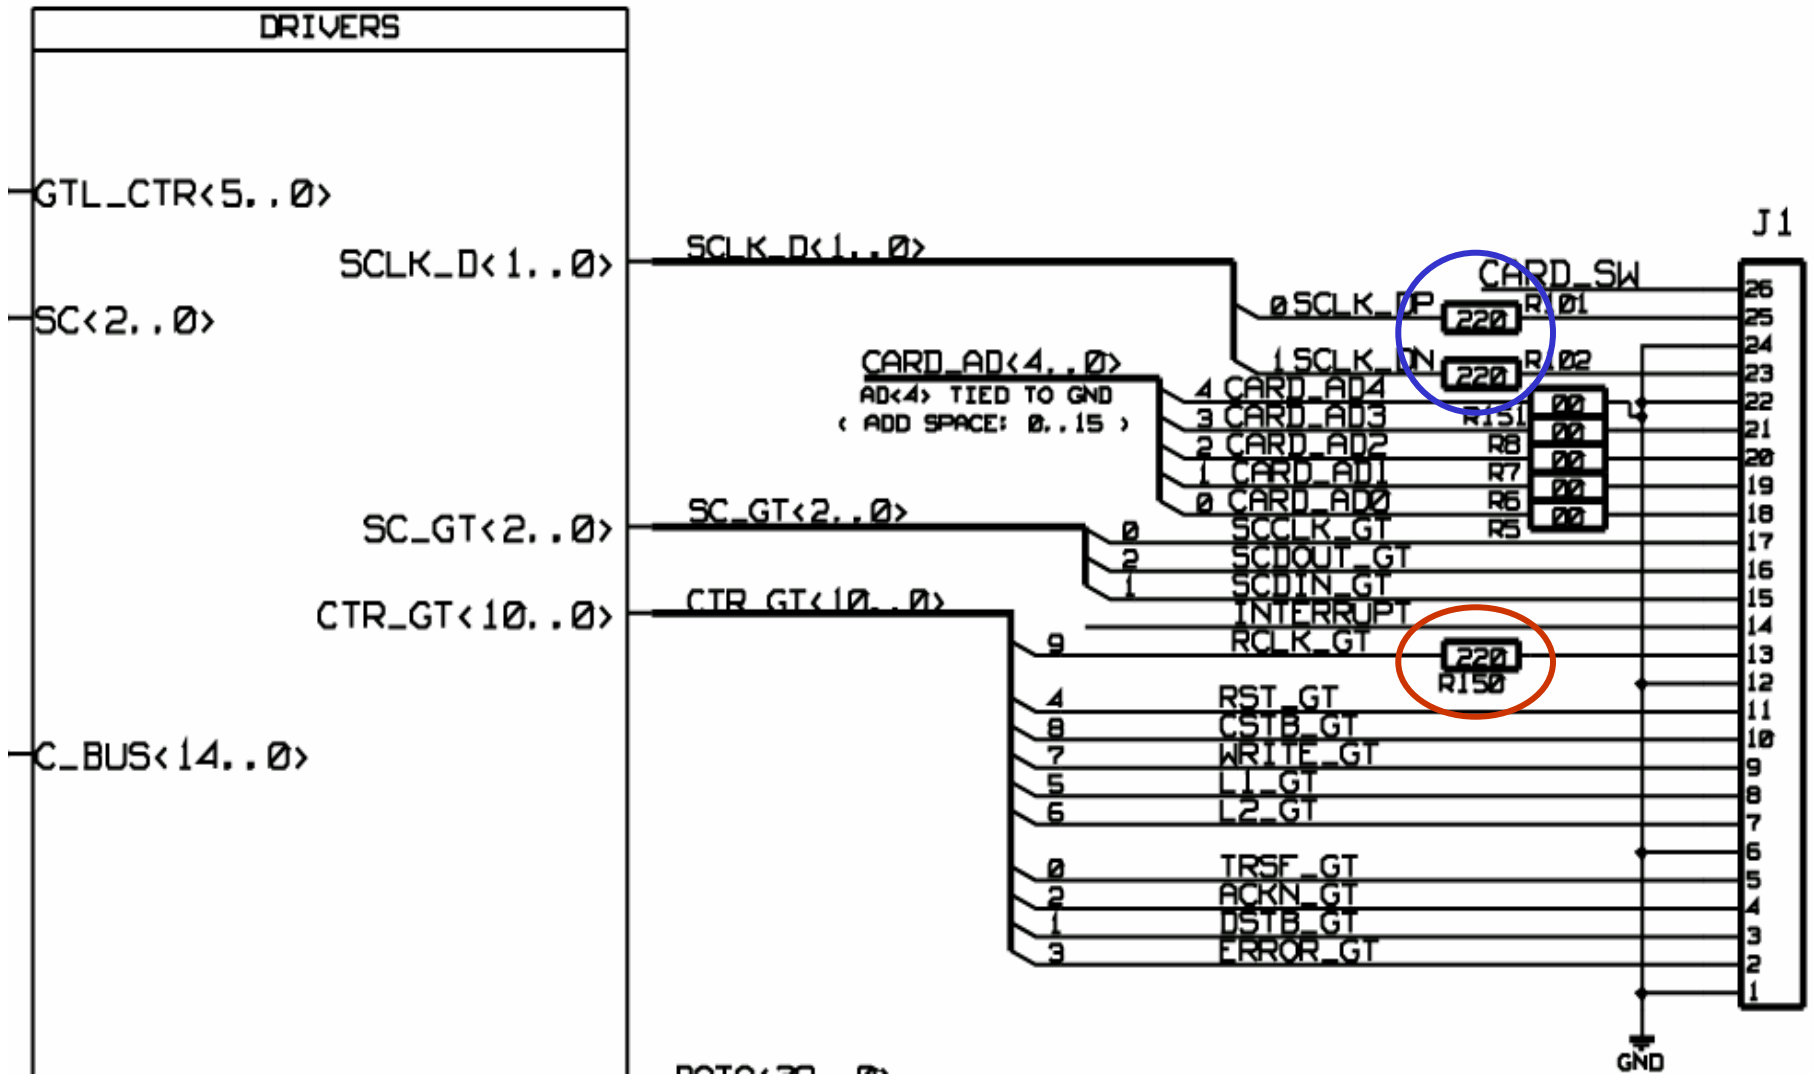 DRIVERS
GTL_CTR<5..0>
SCLK_D<1..0>
SC<2..0>
SC_GT<2..0>
CTR_GT<10..0>
C_BUS<14..0>
SCLK_D<1..0>
CARD_AD<4..0>
AD<4> TIED TO GND
( ADD SPACE: 0..15 )
SC_GT<2..0>
CTR_GT<10..0>
J1
CARD_SW 26
0 SCLK_DP 220 R101 25
24
1 SCLK_DN 220 R102 23
4 CARD_AD4 R151 00 22
3 CARD_AD3 R8 00 21
2 CARD_AD2 R7 00 20
1 CARD_AD1 R6 00 19
0 CARD_AD0 R5 00 18
0 SCCLK_GT 17
2 SCDOUT_GT 16
1 SCDIN_GT 15
INTERRUPT 14
9 RCLK_GT 220 13
R150 12
4 RST_GT 11
8 CSTB_GT 10
7 WRITE_GT 9
5 L1_GT 8
6 L2_GT 7
6
0 TRSF_GT 5
2 ACKN_GT 4
1 DSTB_GT 3
3 ERROR_GT 2
1
GND